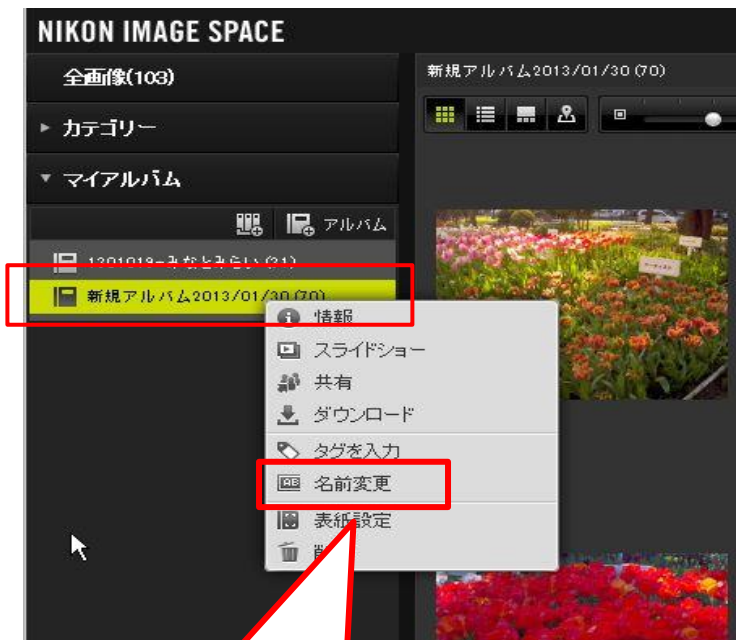 NIKON IMAGE SPACE
全画像(103)
カテゴリー
マイアルバム
アルバム
新規アルバム2013/01/30(70)
情報
スライドショー
共有
ダウンロード
タグを入力
名前変更
表紙設定
新規アルバム2013/01/30(70)